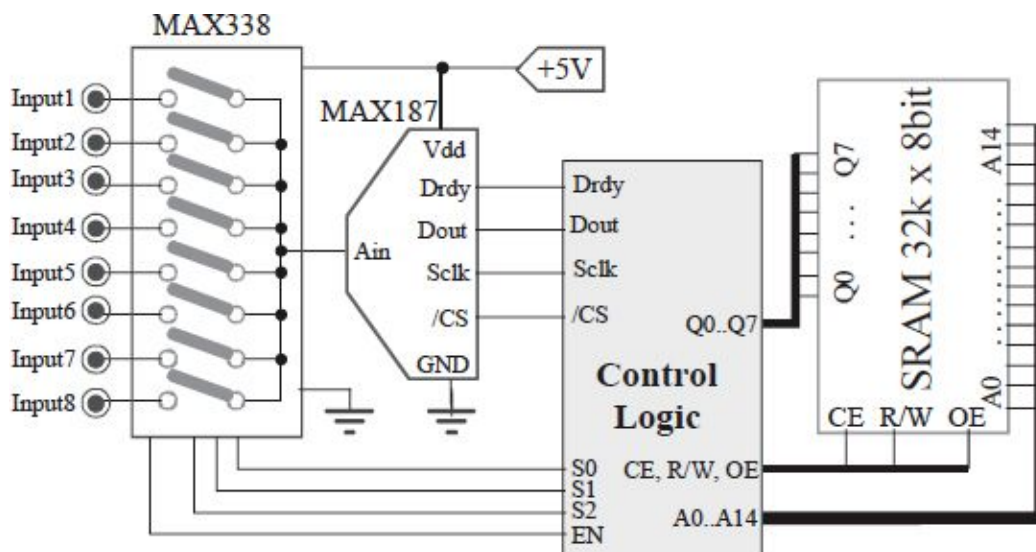 MAX338
+5V
Input1
Input2
Input3
Input4
Input5
Input6
Input7
Input8
MAX187
Vdd
Drdy
Dout
Ain
Sclk
/CS
GND
Drdy
Dout
Sclk
/CS
Q0..Q7
Control
Logic
S0
S1
S2
EN
CE, R/W, OE
A0..A14
Q7
...
Q0
SRAM 32k x 8bit
A14
A0
CE R/W OE